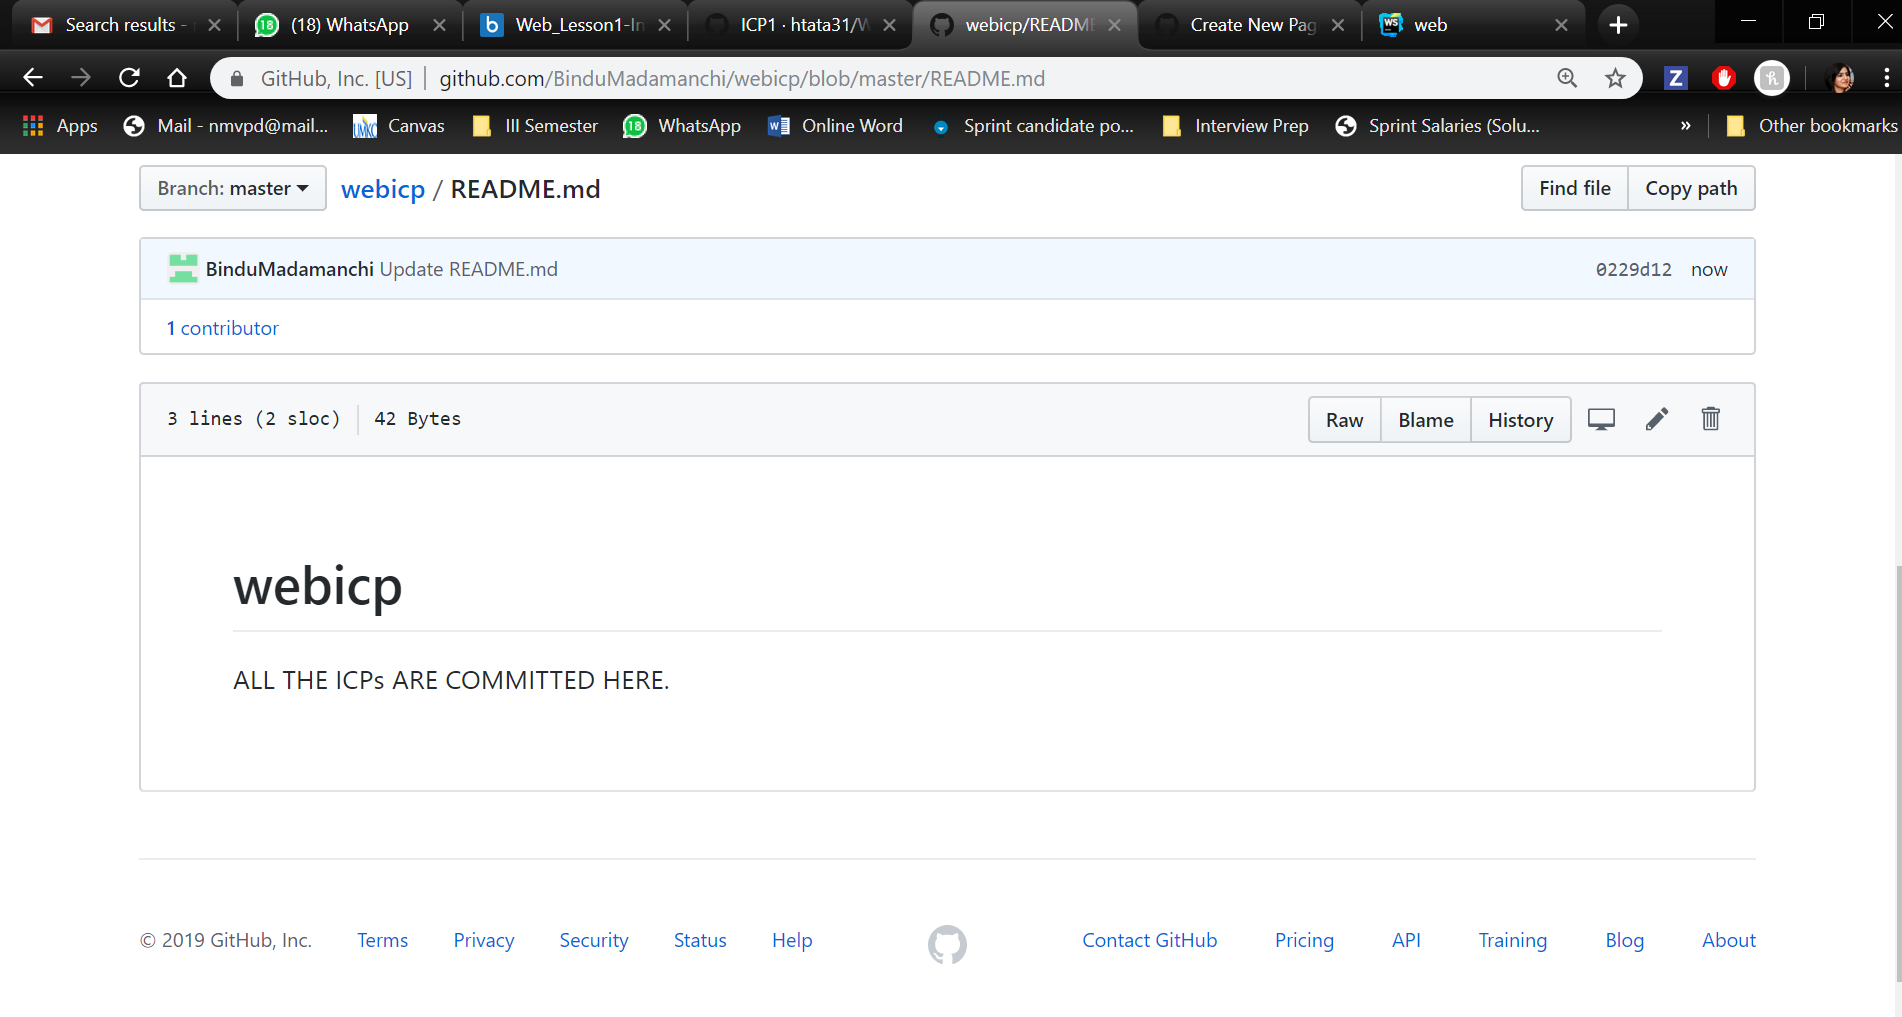 Search results -
(18) WhatsApp
Web_Lesson1-In
ICP1 · htata31/W
webicp/README
Create New Pag
WS web
GitHub, Inc. [US] | github.com/BinduMadamanchi/webicp/blob/master/README.md
Z
Apps
Mail - nmvpd@mail...
UMKC Canvas
III Semester
18 WhatsApp
Online Word
Sprint candidate po...
Interview Prep
Sprint Salaries (Solu...
»
Other bookmarks
Branch: master
webicp / README.md
Find file
Copy path
BinduMadamanchi Update README.md
0229d12 now
1 contributor
3 lines (2 sloc) | 42 Bytes
Raw
Blame
History
webicp
ALL THE ICPs ARE COMMITTED HERE.
© 2019 GitHub, Inc. Terms Privacy Security Status Help Contact GitHub Pricing API Training Blog About